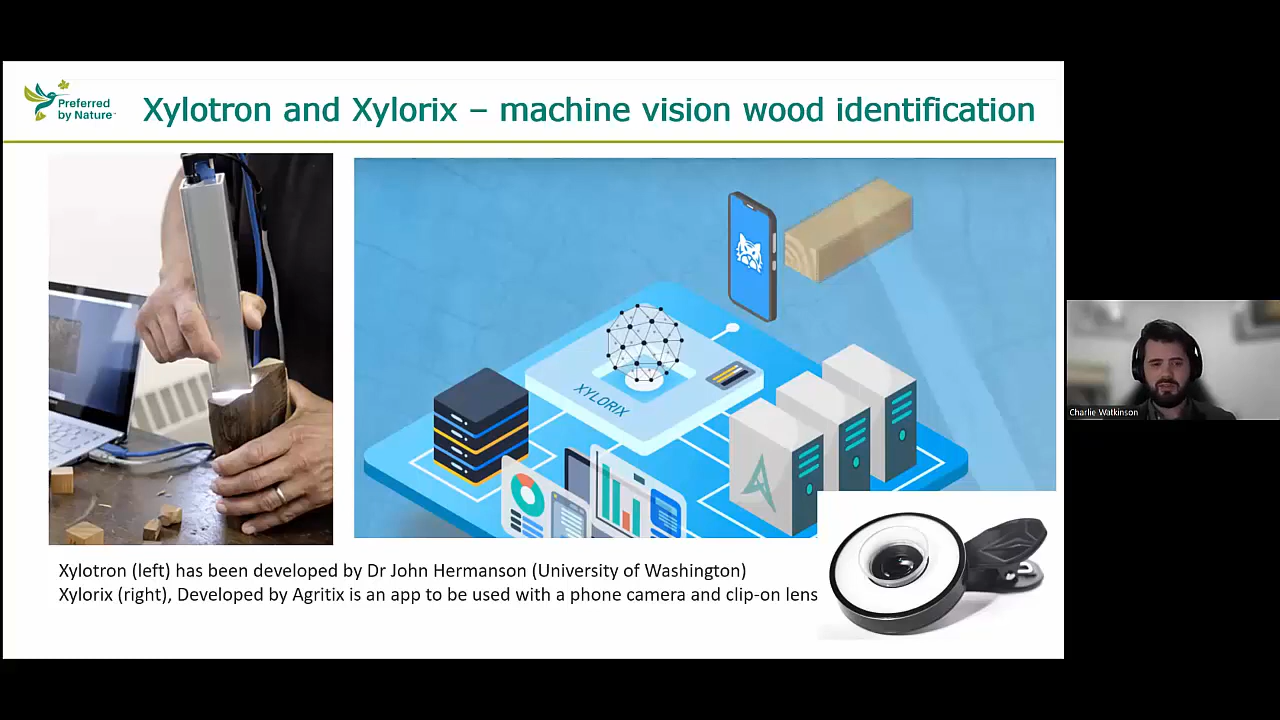 Preferred
by Nature™
Xylotron and Xylorix – machine vision wood identification
XYLORIX
Xylotron (left) has been developed by Dr John Hermanson (University of Washington)
Xylorix (right), Developed by Agritix is an app to be used with a phone camera and clip-on lens
Charlie Watkinson